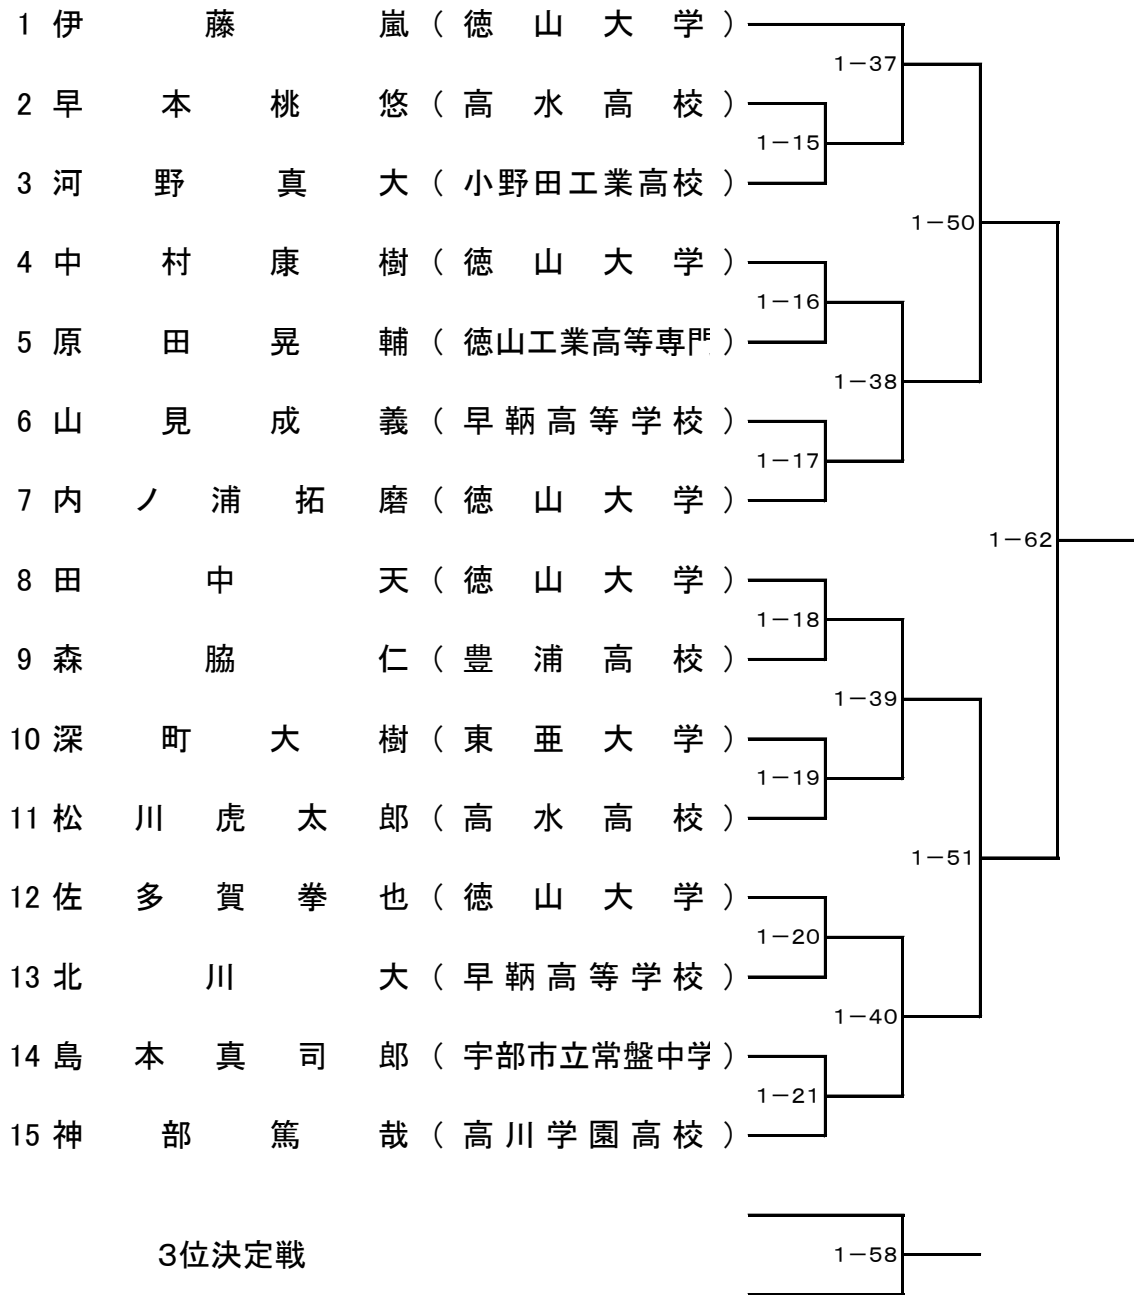 1 伊藤嵐（徳山大学）
1－37
2 早本桃悠（高水高校）
1－15
3 河野真大（小野田工業高校）
1－50
4 中村康樹（徳山大学）
1－16
5 原田晃輔（徳山工業高等専門）
1－38
6 山見成義（早鞆高等学校）
1－17
7 内ノ浦拓磨（徳山大学）
1－62
8 田中天（徳山大学）
1－18
9 森脇仁（豊浦高校）
1－39
10 深町大樹（東亜大学）
1－19
11 松川虎太郎（高水高校）
1－51
12 佐多賀拳也（徳山大学）
1－20
13 北川大（早鞆高等学校）
1－40
14 島本真司郎（宇部市立常盤中学）
1－21
15 神部篤哉（高川学園高校）
3位決定戦
1－58